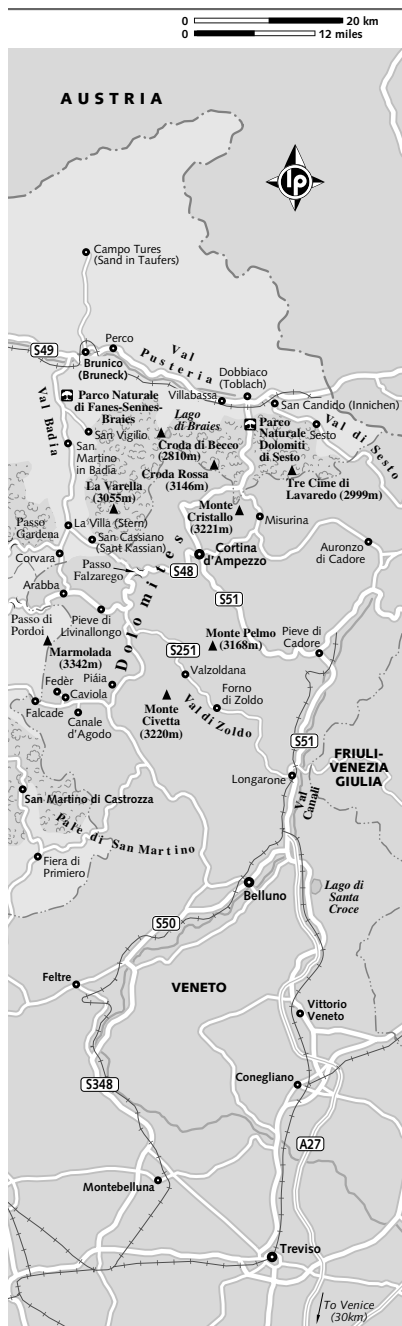 0 20 km
0 12 miles
AUSTRIA
lp
Campo Tures
(Sand in Taufers)
S49
Perco
Brunico
(Bruneck)
Val
Pusteria
Dobbiaco
(Toblach)
Villabassa
San Candido (Innichen)
Parco Naturale
di Fanes-Sennes-
Braies
Val Badia
Lago
di Braies
Parco
Naturale
Dolomiti
di Sesto
Sesto
Val di Sesto
San Vigilio
San
Martino
in Badia
Croda di Becco
(2810m)
Croda Rossa
(3146m)
Tre Cime di
Lavaredo (2999m)
La Varella
(3055m)
Monte
Cristallo
(3221m)
Misurina
Passo
Gardena
La Villa (Stern)
San Cassiano
(Sant Kassian)
Cortina
d'Ampezzo
Auronzo
di Cadore
Corvara
Passo
Falzarego
S48
Arabba
Dolomites
S51
Passo di
Pordoi
Pieve di
Livinallongo
Monte Pelmo
(3168m)
Pieve di
Cadore
S251
Marmolada
(3342m)
Valzoldana
Fedèr
Piáia
Caviola
Forno
di Zoldo
Falcade
Canale
d'Agodo
Monte
Civetta
(3220m)
Val di Zoldo
S51
FRIULI-
VENEZIA
GIULIA
Longarone
San Martino di Castrozza
Val
Canali
Pale di San Martino
Fiera di
Primiero
Belluno
Lago di
Santa
Croce
S50
Feltre
VENETO
Vittorio
Veneto
S348
Conegliano
A27
Montebelluna
Treviso
To Venice
(30km)